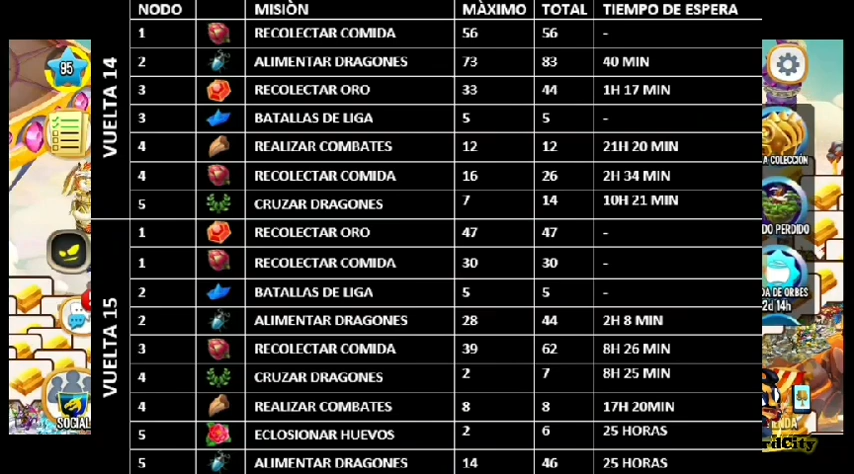 NODO MISIÒN MÀXIMO TOTAL TIEMPO DE ESPERA
VUELTA 14
1 RECOLECTAR COMIDA 56 56 -
2 ALIMENTAR DRAGONES 73 83 40 MIN
3 RECOLECTAR ORO 33 44 1H 17 MIN
3 BATALLAS DE LIGA 5 5 -
4 REALIZAR COMBATES 12 12 21H 20 MIN
4 RECOLECTAR COMIDA 16 26 2H 34 MIN
5 CRUZAR DRAGONES 7 14 10H 21 MIN
VUELTA 15
1 RECOLECTAR ORO 47 47 -
1 RECOLECTAR COMIDA 30 30 -
2 BATALLAS DE LIGA 5 5 -
2 ALIMENTAR DRAGONES 28 44 2H 8 MIN
3 RECOLECTAR COMIDA 39 62 8H 26 MIN
4 CRUZAR DRAGONES 2 7 8H 25 MIN
4 REALIZAR COMBATES 8 8 17H 20MIN
5 ECLOSIONAR HUEVOS 2 6 25 HORAS
5 ALIMENTAR DRAGONES 14 46 25 HORAS
95
SOCIAL
A COLECCIÓN
DO PERDIDO
DA DE ORBES
2d 14h